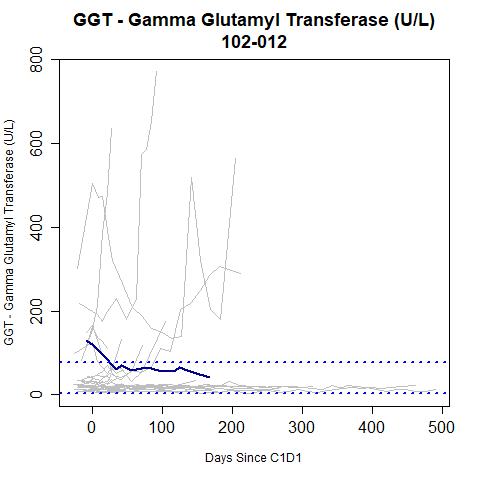 GGT - Gamma Glutamyl Transferase (U/L)
102-012
GGT - Gamma Glutamyl Transferase (U/L)
800
600
400
200
0
0 100 200 300 400 500
Days Since C1D1